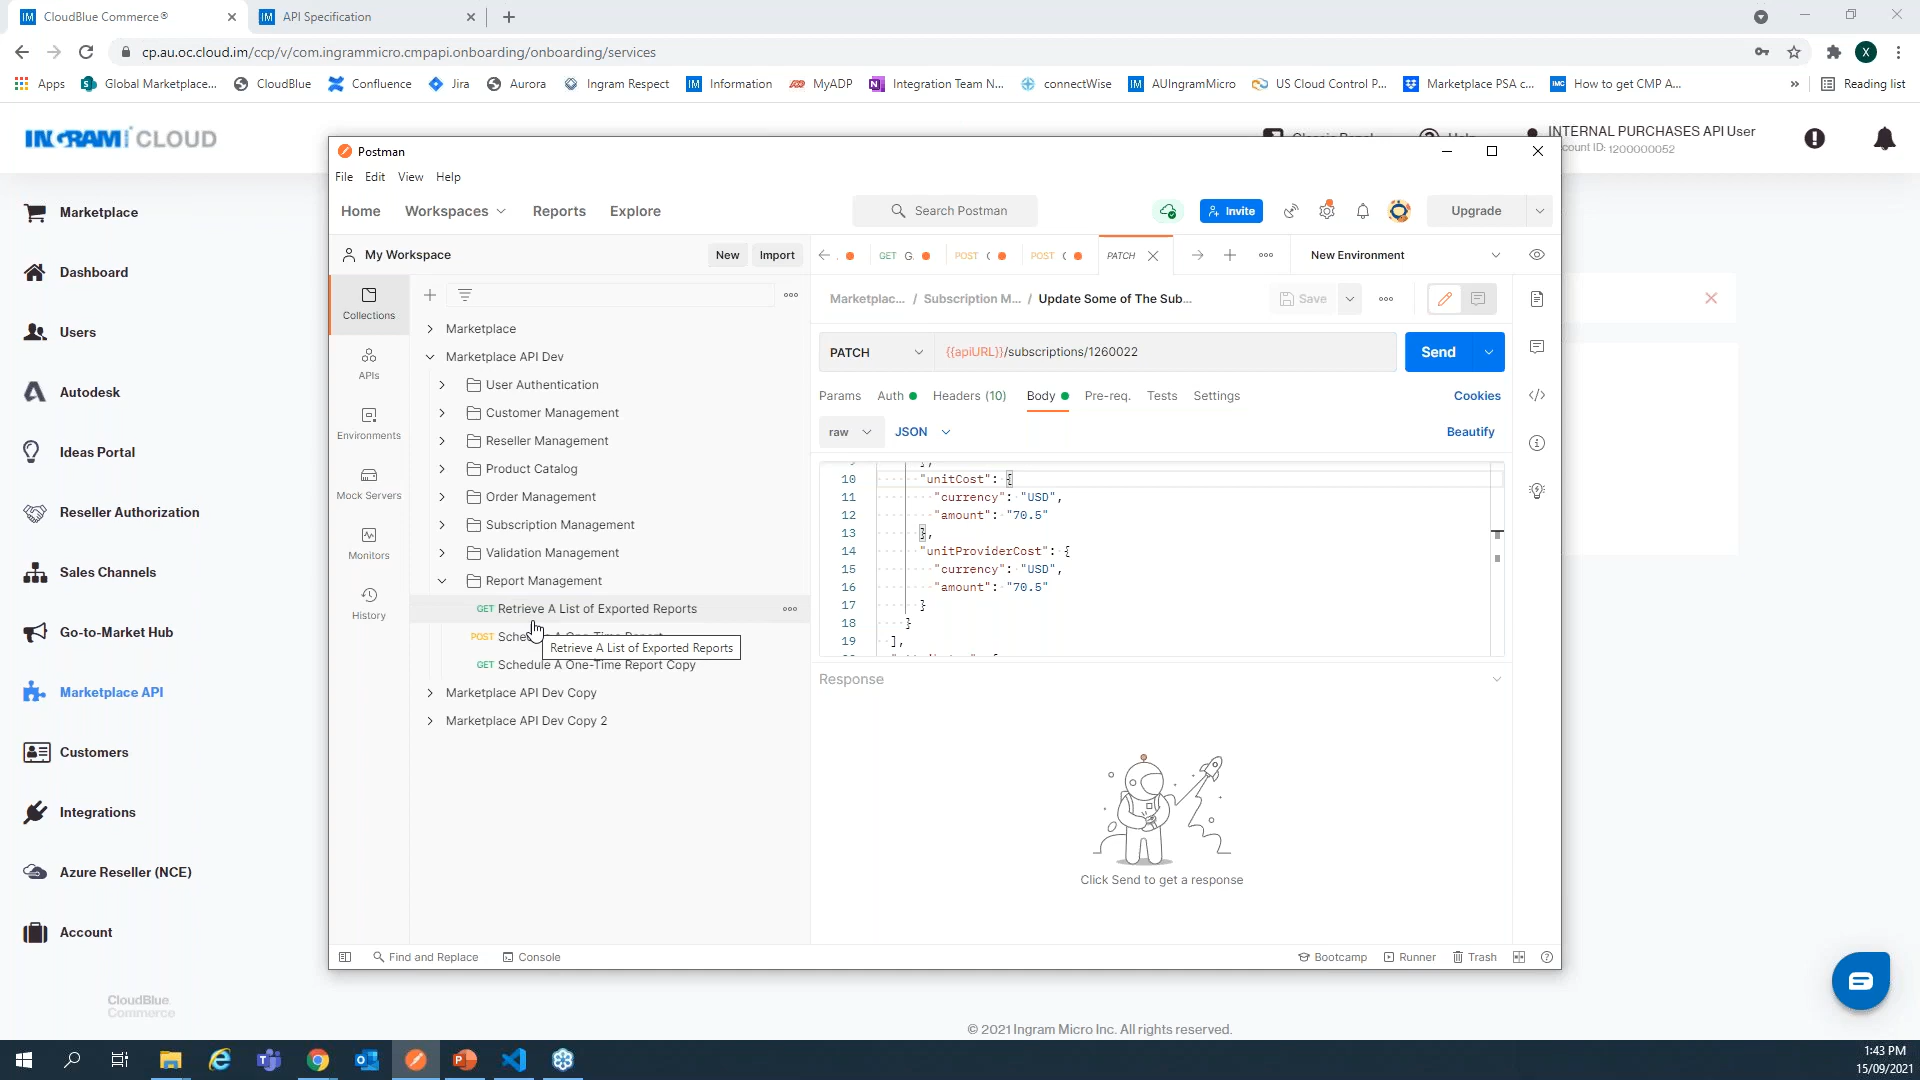 CloudBlue Commerce®
API Specification
cp.au.oc.cloud.im/ccp/v/com.ingrammicro.cmpapi.onboarding/onboarding/services
X
Apps
Global Marketplace...
CloudBlue
Confluence
Jira
Aurora
Ingram Respect
Information
MyADP
Integration Team N...
connectWise
AUIngramMicro
US Cloud Control P...
Marketplace PSA c...
How to get CMP A...
»
Reading list
INGRAM CLOUD
INTERNAL PURCHASES API User
count ID: 1200000052
Marketplace
Dashboard
Users
Autodesk
Ideas Portal
Reseller Authorization
Sales Channels
Go-to-Market Hub
Marketplace API
Customers
Integrations
Azure Reseller (NCE)
Account
CloudBlue
Commerce
Postman
File Edit View Help
Home Workspaces Reports Explore
Search Postman
Invite
Upgrade
My Workspace
New
Import
GET G.
POST (
POST (
PATCH
New Environment
Collections
APIs
Environments
Mock Servers
Monitors
History
Marketplace
Marketplace API Dev
User Authentication
Customer Management
Reseller Management
Product Catalog
Order Management
Subscription Management
Validation Management
Report Management
GET Retrieve A List of Exported Reports
POST Sche
Retrieve A List of Exported Reports
GET Schedule A One-Time Report Copy
Marketplace API Dev Copy
Marketplace API Dev Copy 2
Marketplac... / Subscription M... / Update Some of The Sub...
Save
PATCH
{{apiURL}}/subscriptions/1260022
Send
Params Auth Headers (10) Body Pre-req. Tests Settings
Cookies
raw
JSON
Beautify
10 "unitCost": {
11 "currency": "USD",
12 "amount": "70.5"
13 },
14 "unitProviderCost": {
15 "currency": "USD",
16 "amount": "70.5"
17 }
18 }
19 ],
Response
Click Send to get a response
Find and Replace
Console
Bootcamp
Runner
Trash
© 2021 Ingram Micro Inc. All rights reserved.
1:43 PM
15/09/2021